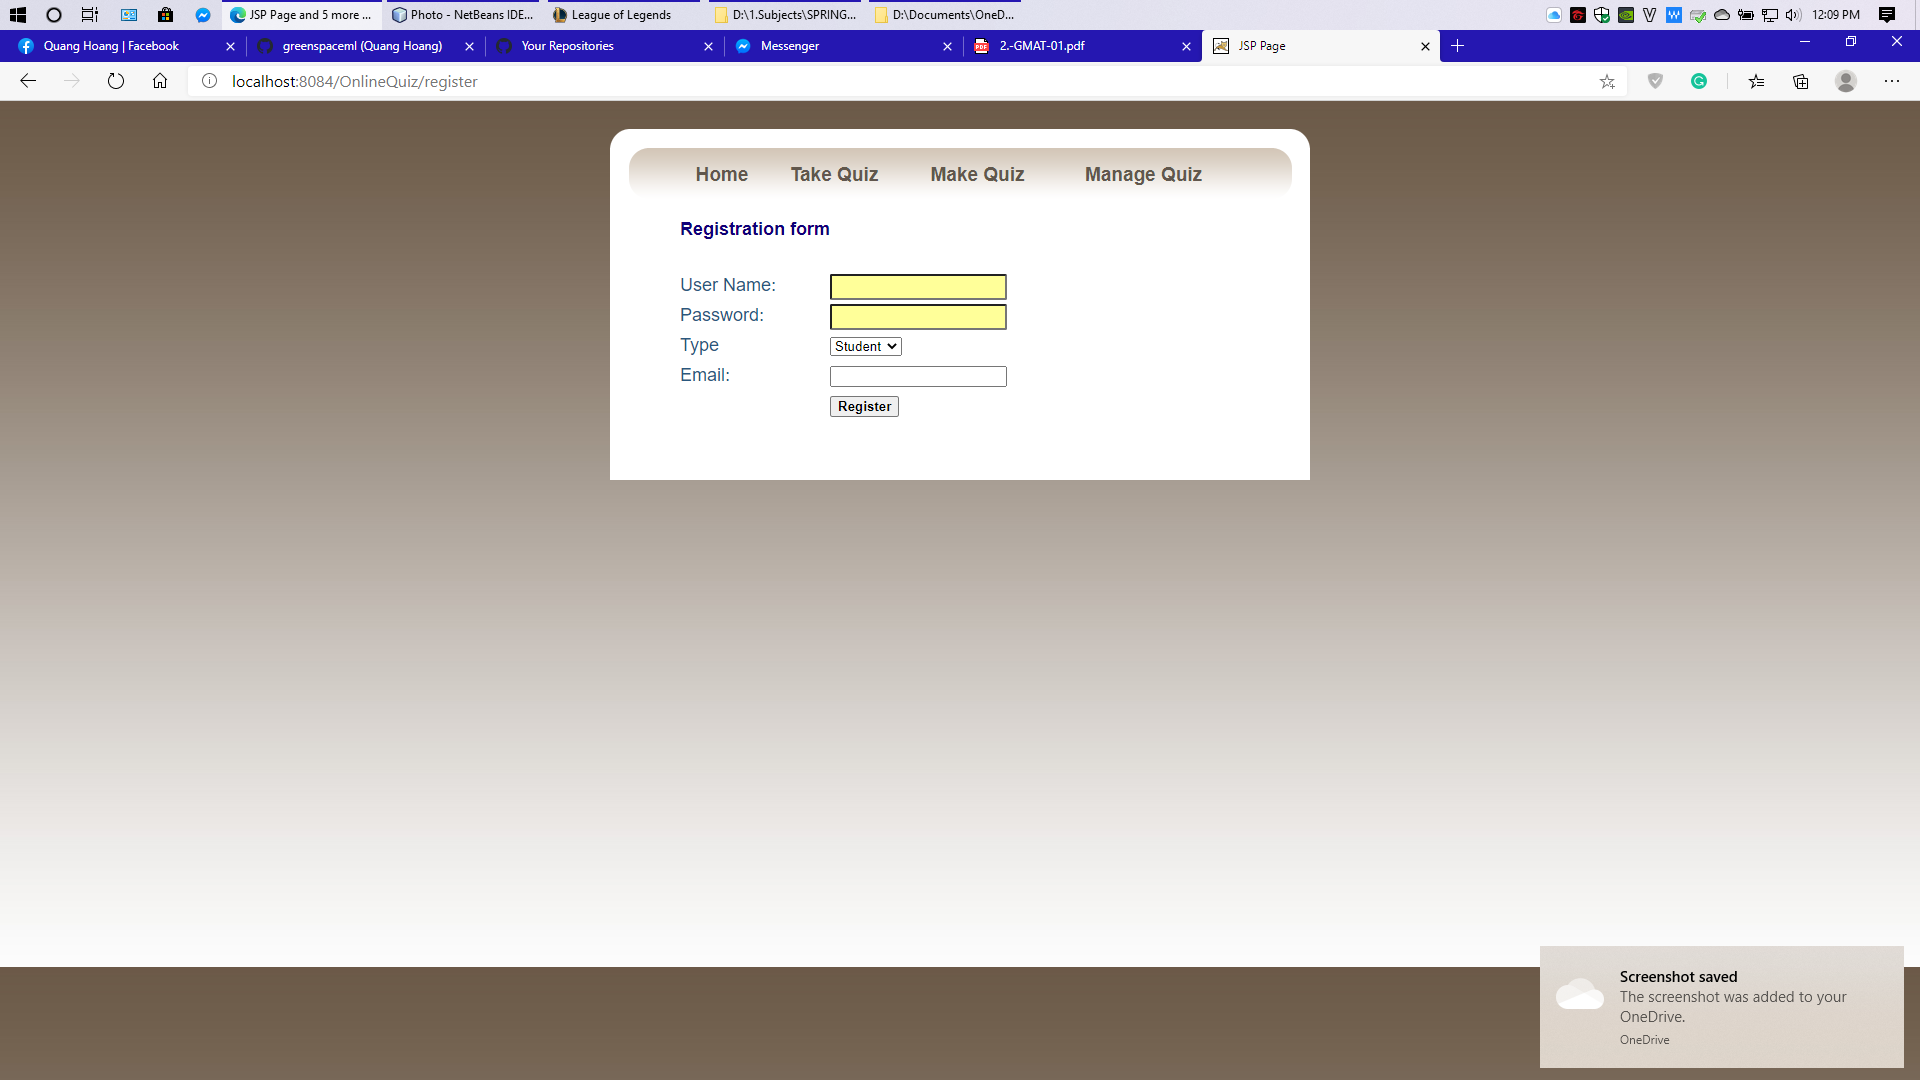 JSP Page and 5 more ...
Photo - NetBeans IDE...
League of Legends
D:\1.Subjects\SPRING...
D:\Documents\OneD...
12:09 PM
Quang Hoang | Facebook
greenspaceml (Quang Hoang)
Your Repositories
Messenger
2.-GMAT-01.pdf
JSP Page
localhost:8084/OnlineQuiz/register
Home
Take Quiz
Make Quiz
Manage Quiz
Registration form
User Name:
Password:
Type
Student
Email:
Register
Screenshot saved
The screenshot was added to your
OneDrive.
OneDrive